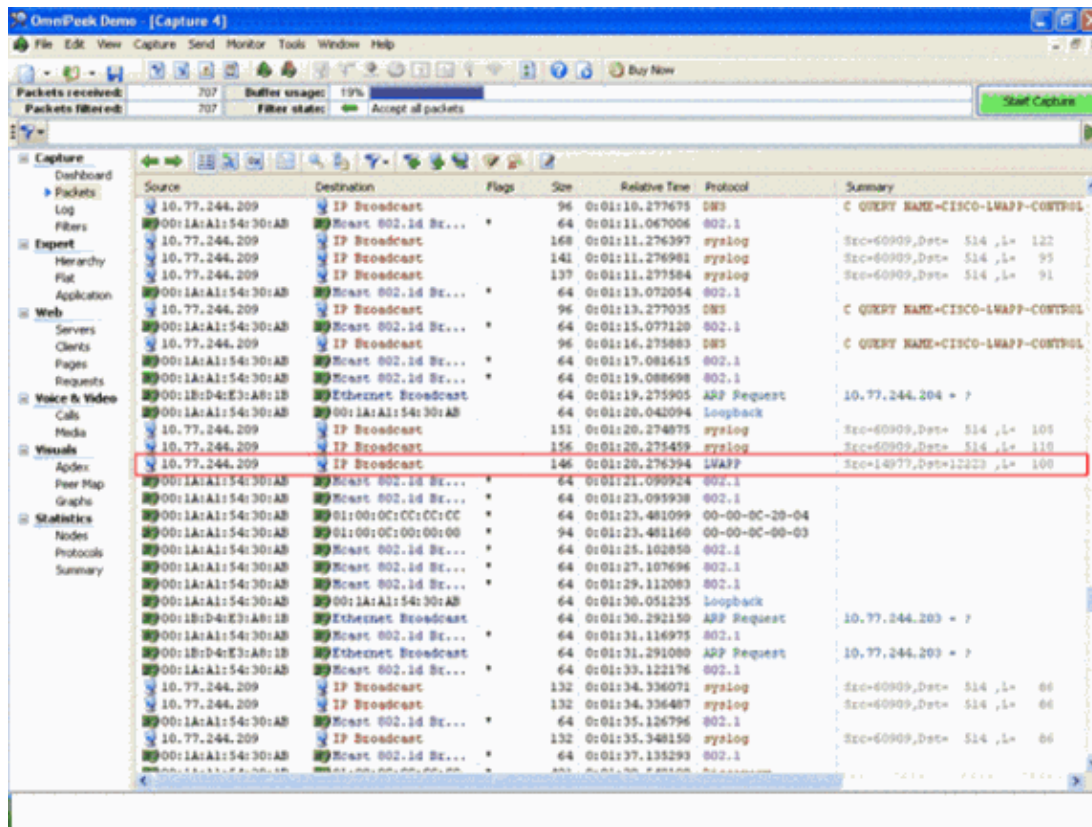 OmniPeek Demo - [Capture 4]
File Edit View Capture Send Monitor Tools Window Help
Buy Now
Packets received: 707 Buffer usage: 19%
Packets filtered: 707 Filter state: Accept all packets
Start Capture
Capture
Dashboard
Packets
Log
Filters
Expert
Hierarchy
Flat
Application
Web
Servers
Clients
Pages
Requests
Voice & Video
Calls
Media
Visuals
Apdex
Peer Map
Graphs
Statistics
Nodes
Protocols
Summary
Source Destination Flags Size Relative Time Protocol Summary
10.77.244.209 IP Broadcast 96 0:01:10.277675 DNS C QUERY NAME=CISCO-LWAPP-CONTROL
00:1A:A1:54:30:AB Mcast 802.1d Br... * 64 0:01:11.067006 802.1
10.77.244.209 IP Broadcast 168 0:01:11.276397 syslog Src=60909,Dst= 514 ,L= 122
10.77.244.209 IP Broadcast 141 0:01:11.276981 syslog Src=60909,Dst= 514 ,L= 95
10.77.244.209 IP Broadcast 137 0:01:11.277584 syslog Src=60909,Dst= 514 ,L= 91
00:1A:A1:54:30:AB Mcast 802.1d Br... * 64 0:01:13.072054 802.1
10.77.244.209 IP Broadcast 96 0:01:13.277035 DNS C QUERY NAME=CISCO-LWAPP-CONTROL
00:1A:A1:54:30:AB Mcast 802.1d Br... * 64 0:01:15.077120 802.1
10.77.244.209 IP Broadcast 96 0:01:16.275883 DNS C QUERY NAME=CISCO-LWAPP-CONTROL
00:1A:A1:54:30:AB Mcast 802.1d Br... * 64 0:01:17.081615 802.1
00:1A:A1:54:30:AB Mcast 802.1d Br... * 64 0:01:19.088698 802.1
00:1B:D4:E3:A8:1B Ethernet Broadcast 64 0:01:19.275905 ARP Request 10.77.244.204 = ?
00:1A:A1:54:30:AB 00:1A:A1:54:30:AB 64 0:01:20.042094 Loopback
10.77.244.209 IP Broadcast 151 0:01:20.274875 syslog Src=60909,Dst= 514 ,L= 105
10.77.244.209 IP Broadcast 156 0:01:20.275459 syslog Src=60909,Dst= 514 ,L= 110
10.77.244.209 IP Broadcast 146 0:01:20.276394 LWAPP Src=14977,Dst=12223 ,L= 100
00:1A:A1:54:30:AB Mcast 802.1d Br... * 64 0:01:21.090924 802.1
00:1A:A1:54:30:AB Mcast 802.1d Br... * 64 0:01:23.095938 802.1
00:1A:A1:54:30:AB 01:00:0C:CC:CC:CC * 64 0:01:23.481099 00-00-0C-20-04
00:1A:A1:54:30:AB 01:00:0C:00:00:00 * 94 0:01:23.481160 00-00-0C-00-03
00:1A:A1:54:30:AB Mcast 802.1d Br... * 64 0:01:25.102850 802.1
00:1A:A1:54:30:AB Mcast 802.1d Br... * 64 0:01:27.107696 802.1
00:1A:A1:54:30:AB Mcast 802.1d Br... * 64 0:01:29.112083 802.1
00:1A:A1:54:30:AB 00:1A:A1:54:30:AB 64 0:01:30.051235 Loopback
00:1B:D4:E3:A8:1B Ethernet Broadcast 64 0:01:30.292150 ARP Request 10.77.244.203 = ?
00:1A:A1:54:30:AB Mcast 802.1d Br... * 64 0:01:31.116975 802.1
00:1B:D4:E3:A8:1B Ethernet Broadcast 64 0:01:31.291080 ARP Request 10.77.244.203 = ?
00:1A:A1:54:30:AB Mcast 802.1d Br... * 64 0:01:33.122176 802.1
10.77.244.209 IP Broadcast 132 0:01:34.336071 syslog Src=60909,Dst= 514 ,L= 86
10.77.244.209 IP Broadcast 132 0:01:34.336487 syslog Src=60909,Dst= 514 ,L= 86
00:1A:A1:54:30:AB Mcast 802.1d Br... * 64 0:01:35.126796 802.1
10.77.244.209 IP Broadcast 132 0:01:35.348150 syslog Src=60909,Dst= 514 ,L= 86
00:1A:A1:54:30:AB Mcast 802.1d Br... * 64 0:01:37.135293 802.1